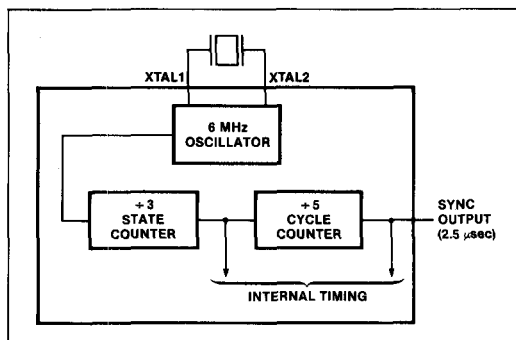 XTAL1
XTAL2
6 MHz
OSCILLATOR
÷3
STATE
COUNTER
÷5
CYCLE
COUNTER
SYNC
OUTPUT
(2.5 μsec)
INTERNAL TIMING